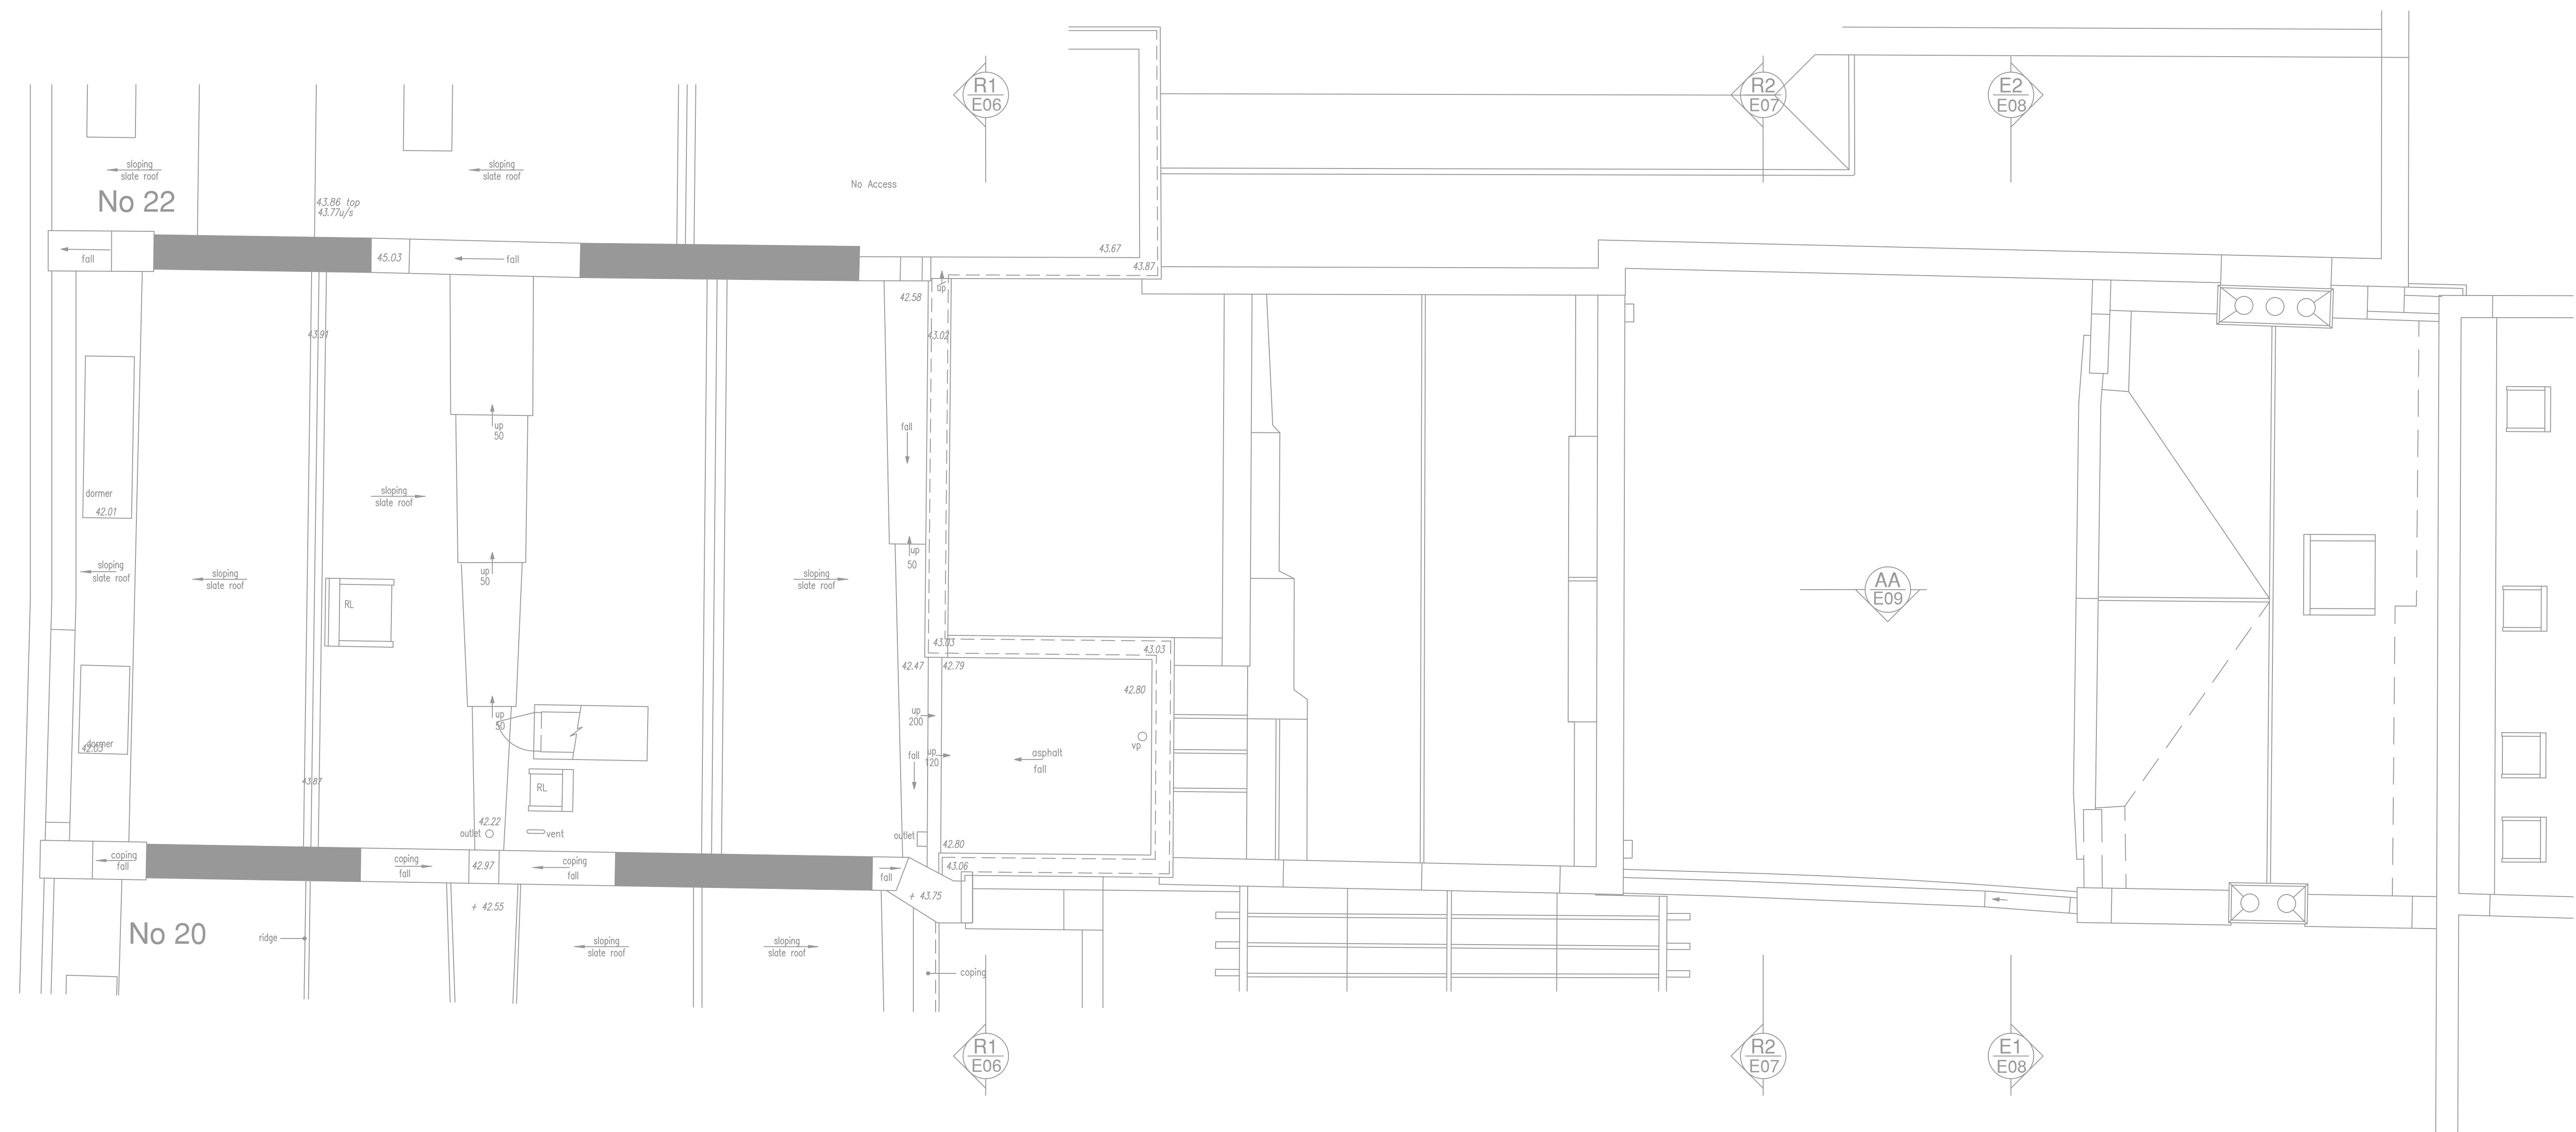 R1
E06
R2
E07
E2
E08
sloping
slate roof
sloping
slate roof
No Access
No 22
43.86 top
43.77u/s
43.67
43.87
fall
45.03
fall
up
42.58
43.91
43.02
fall
up
50
dormer
42.01
sloping
slate roof
up
50
up
50
sloping
slate roof
sloping
slate roof
sloping
slate roof
RL
AA
E09
43.03
43.03
42.47
42.79
42.80
up
50
up
200
vp
dormer
42.03
fall
up
120
asphalt
fall
43.87
RL
42.22
outlet
vent
outlet
42.80
coping
fall
coping
fall
42.97
coping
fall
fall
43.06
+ 43.75
+ 42.55
No 20
ridge
sloping
slate roof
sloping
slate roof
coping
R1
E06
R2
E07
E1
E08